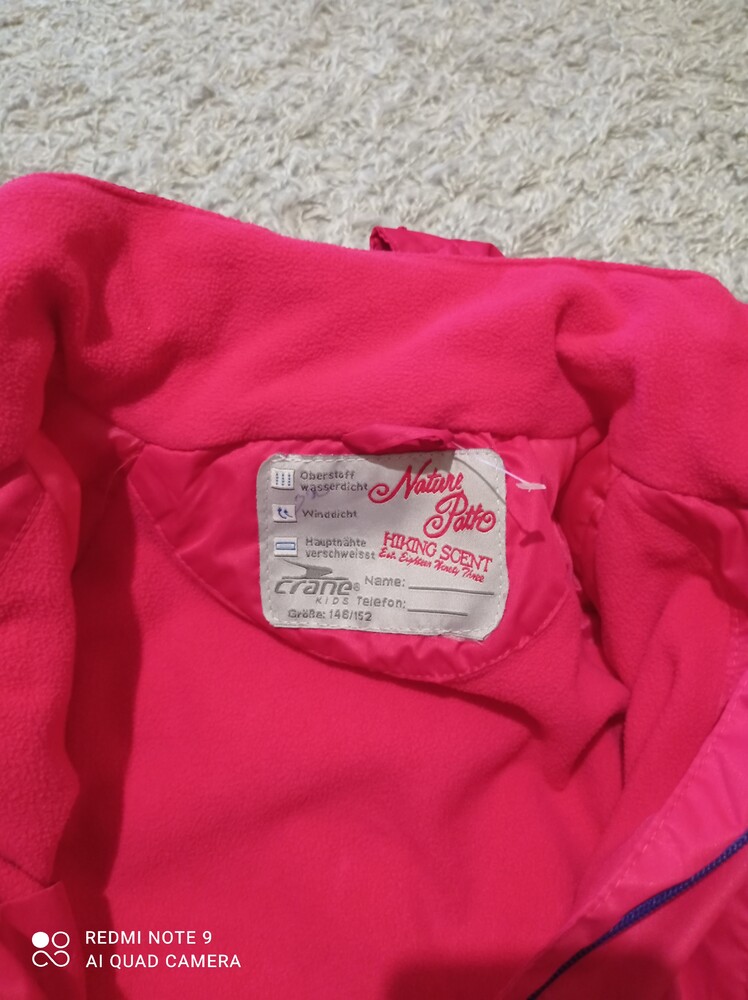 Oberstoff
wasserdicht
Winddicht
Hauptnähte
verschweisst
Nature
Path
HIKING SCENT
Est. Eighteen Ninety Three
crane®
KIDS
Name:
Telefon:
Größe: 146/152
REDMI NOTE 9
AI QUAD CAMERA